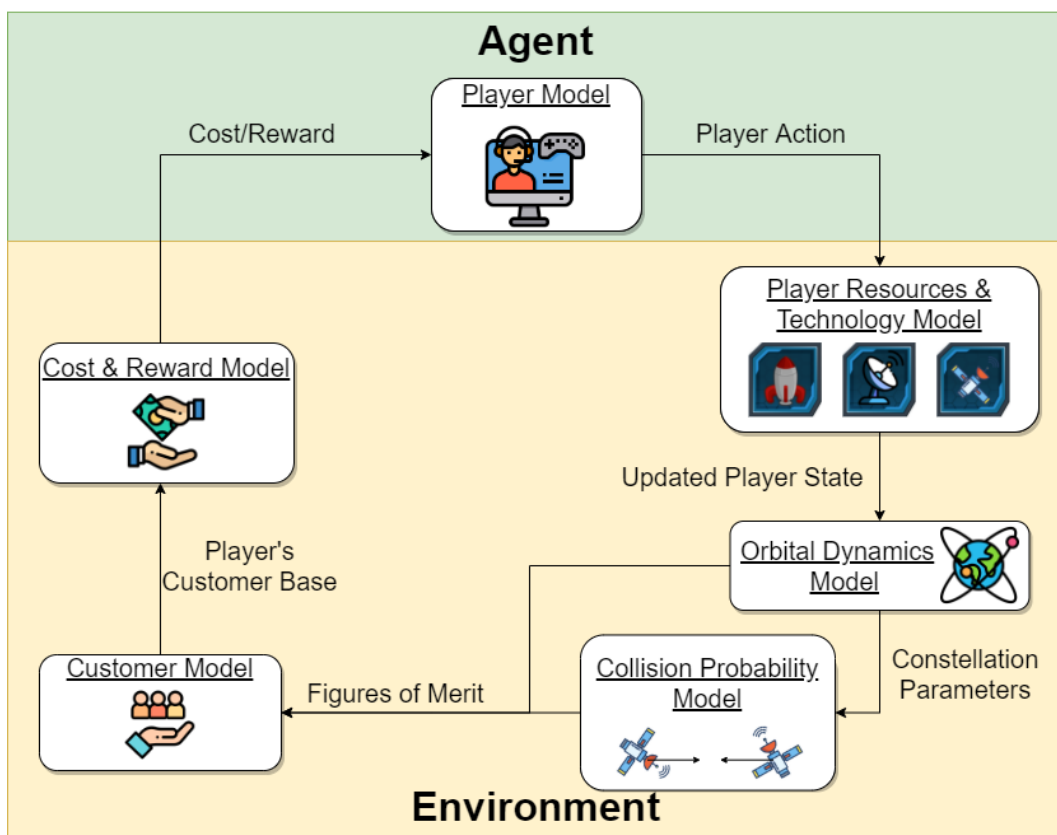 Agent
Player Model
Cost/Reward
Player Action
Player Resources &
Technology Model
Cost & Reward Model
Updated Player State
Orbital Dynamics
Model
Player's
Customer Base
Customer Model
Figures of Merit
Collision Probability
Model
Constellation
Parameters
Environment